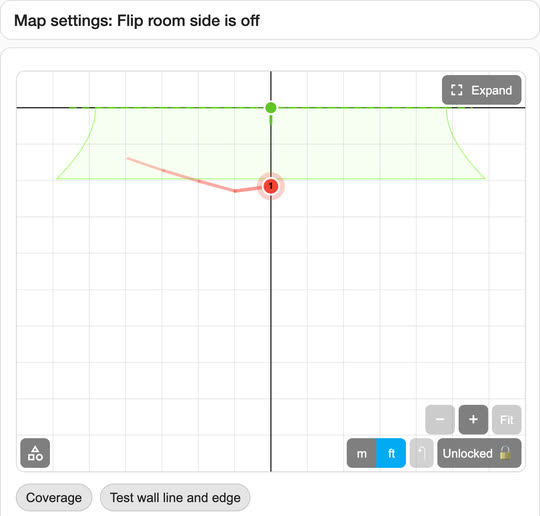 Map settings: Flip room side is off
Expand
1
Fit
m
ft
Unlocked
Coverage
Test wall line and edge